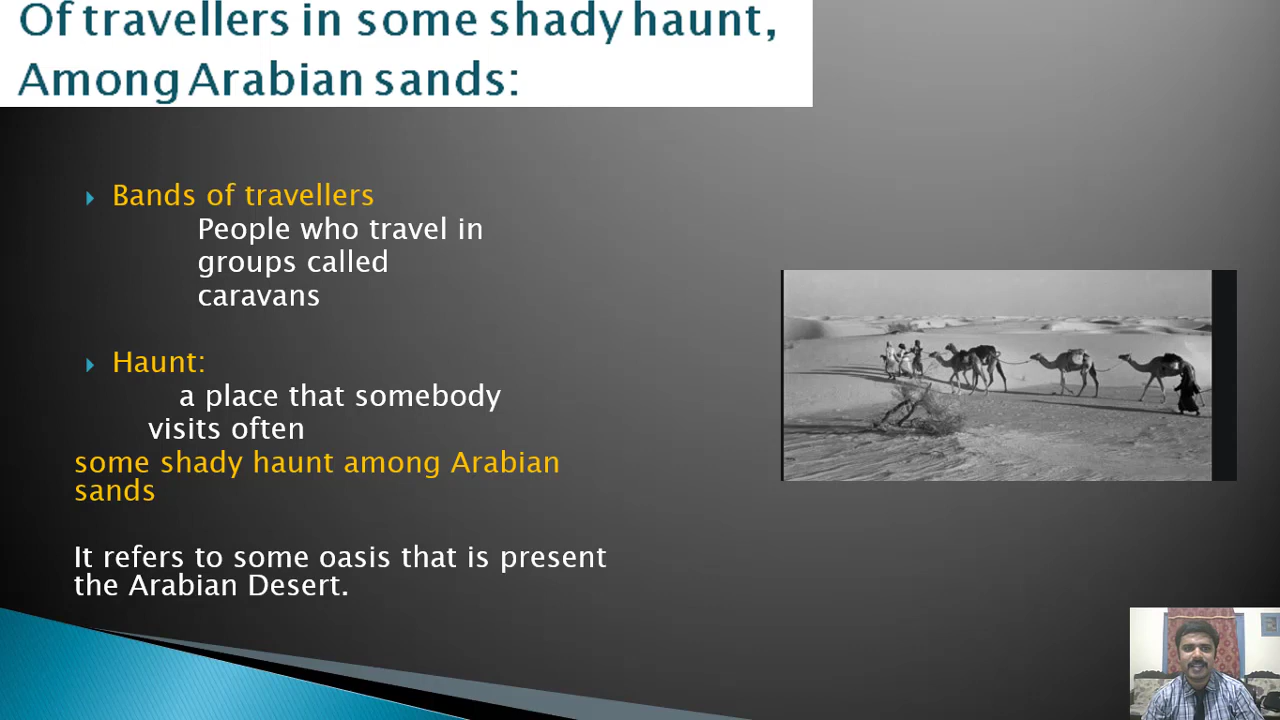 Of travellers in some shady haunt,
Among Arabian sands:
Bands of travellers
People who travel in
groups called
caravans
Haunt:
a place that somebody
visits often
some shady haunt among Arabian
sands
It refers to some oasis that is present
the Arabian Desert.